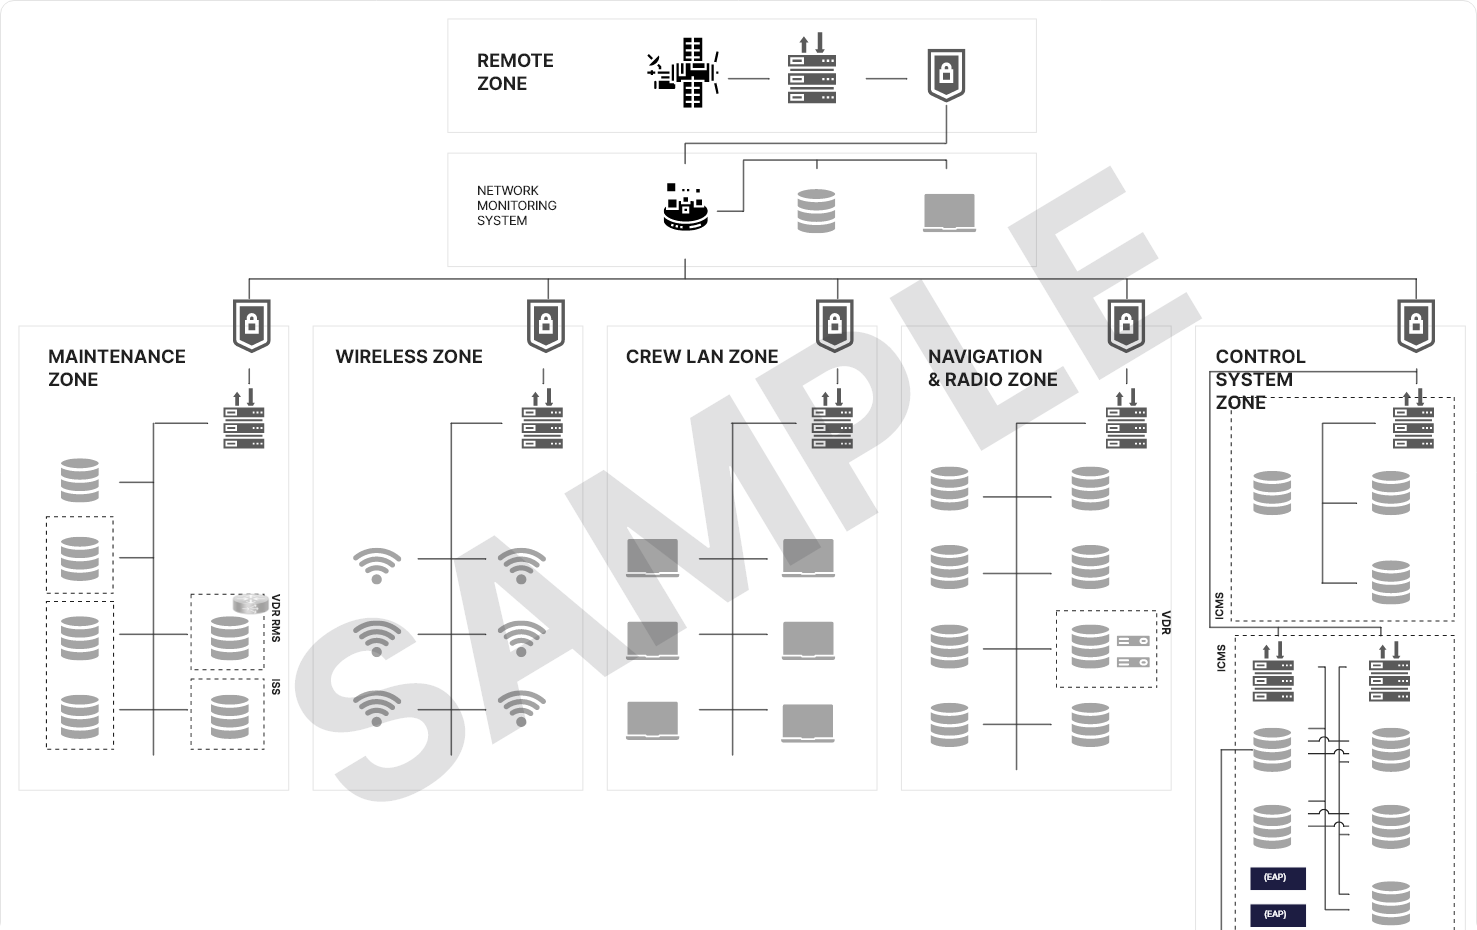 REMOTE
ZONE
NETWORK
MONITORING
SYSTEM
MAINTENANCE
ZONE
WIRELESS ZONE
CREW LAN ZONE
NAVIGATION
& RADIO ZONE
CONTROL
SYSTEM
ZONE
VDR RMS
ISS
VDR
ICMS
ICMS
(EAP)
(EAP)
SAMPLE